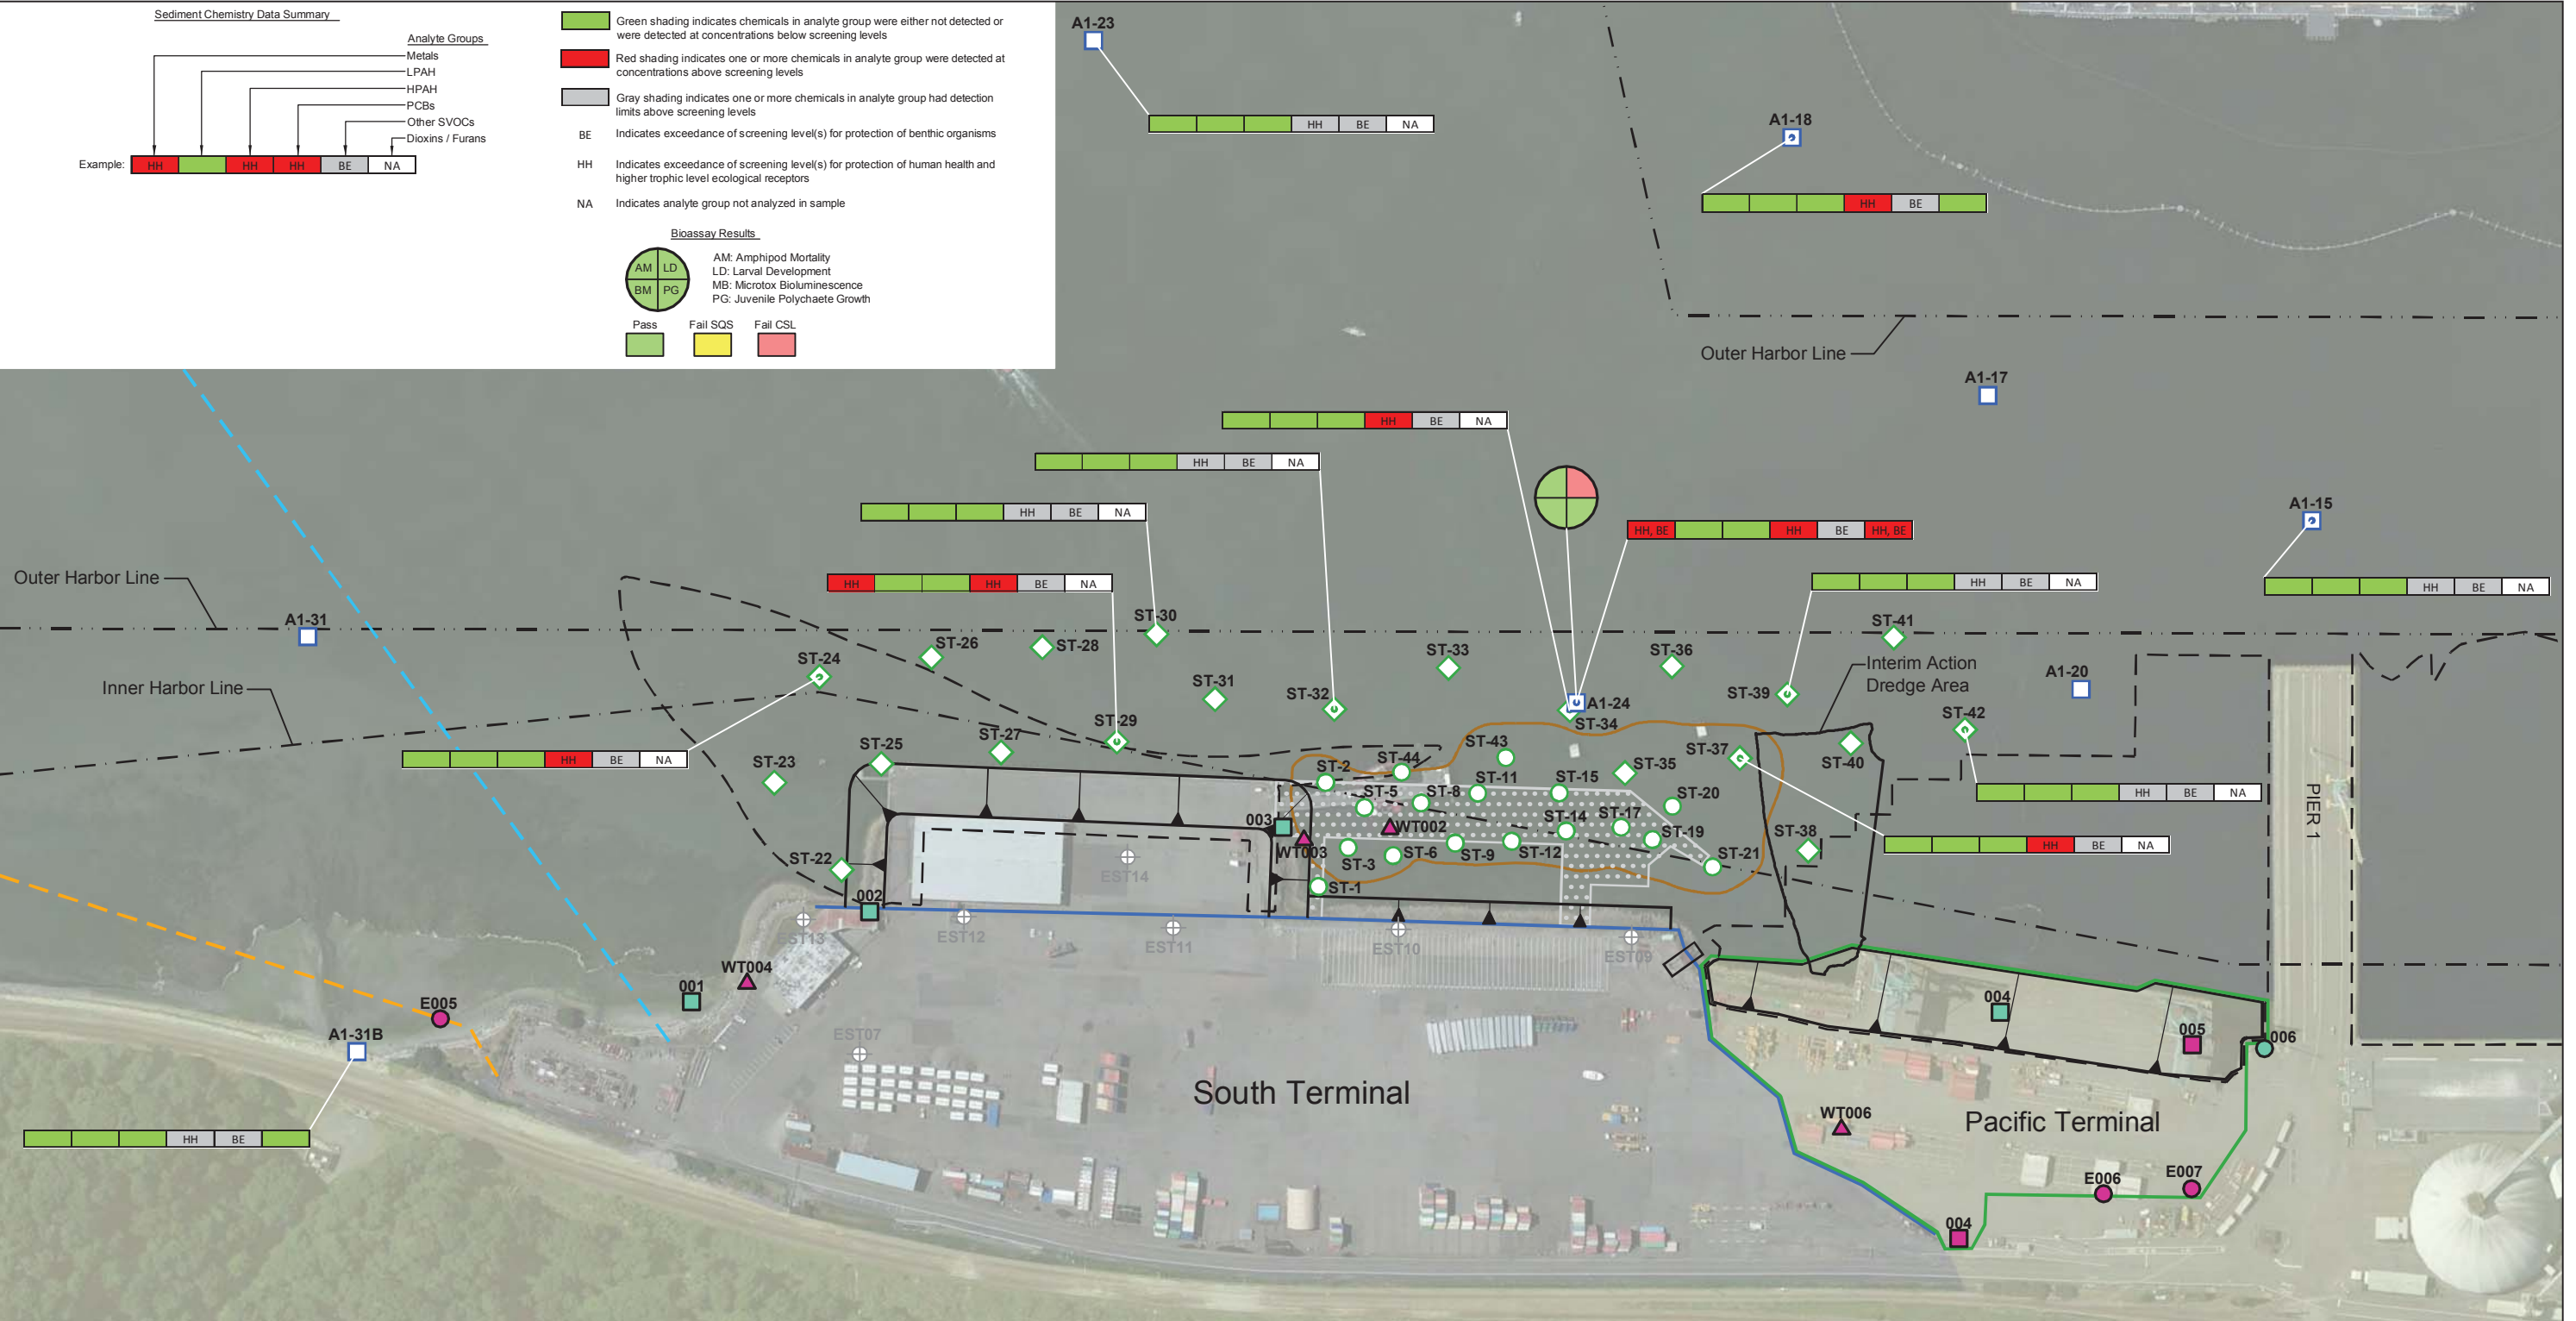 Sediment Chemistry Data Summary
Analyte Groups
Metals
LPAH
HPAH
PCBs
Other SVOCs
Dioxins / Furans
Example: HH HH HH BE NA
Green shading indicates chemicals in analyte group were either not detected or
were detected at concentrations below screening levels
Red shading indicates one or more chemicals in analyte group were detected at
concentrations above screening levels
Gray shading indicates one or more chemicals in analyte group had detection
limits above screening levels
BE Indicates exceedance of screening level(s) for protection of benthic organisms
HH Indicates exceedance of screening level(s) for protection of human health and
higher trophic level ecological receptors
NA Indicates analyte group not analyzed in sample
Bioassay Results
AM LD
BM PG
AM: Amphipod Mortality
LD: Larval Development
MB: Microtox Bioluminescence
PG: Juvenile Polychaete Growth
Pass Fail SQS Fail CSL
A1-23
HH BE NA
A1-18
HH BE
Outer Harbor Line
A1-17
HH BE NA
HH BE NA
HH BE NA
HH, BE HH BE HH, BE
A1-15
HH BE NA
HH BE NA
HH HH BE NA
Outer Harbor Line
A1-31
Inner Harbor Line
ST-24
ST-26
ST-28
ST-30
ST-31
ST-32
ST-33
ST-36
ST-41
Interim Action
Dredge Area
A1-20
ST-39
A1-24
ST-34
ST-42
ST-29
ST-27
ST-25
ST-23
HH BE NA
ST-43
ST-44
ST-2
ST-37
ST-40
ST-35
ST-11
ST-15
ST-5
ST-8
ST-20
HH BE NA
PIER 1
003
WT002
ST-14
ST-17
ST-19
ST-38
HH BE NA
WT003
ST-3
ST-6
ST-9
ST-12
ST-21
ST-22
EST14
ST-1
002
EST13
EST12
EST11
EST10
EST09
WT004
001
E005
A1-31B
EST07
004
005
006
South Terminal
WT006
Pacific Terminal
HH BE
E006
E007
004